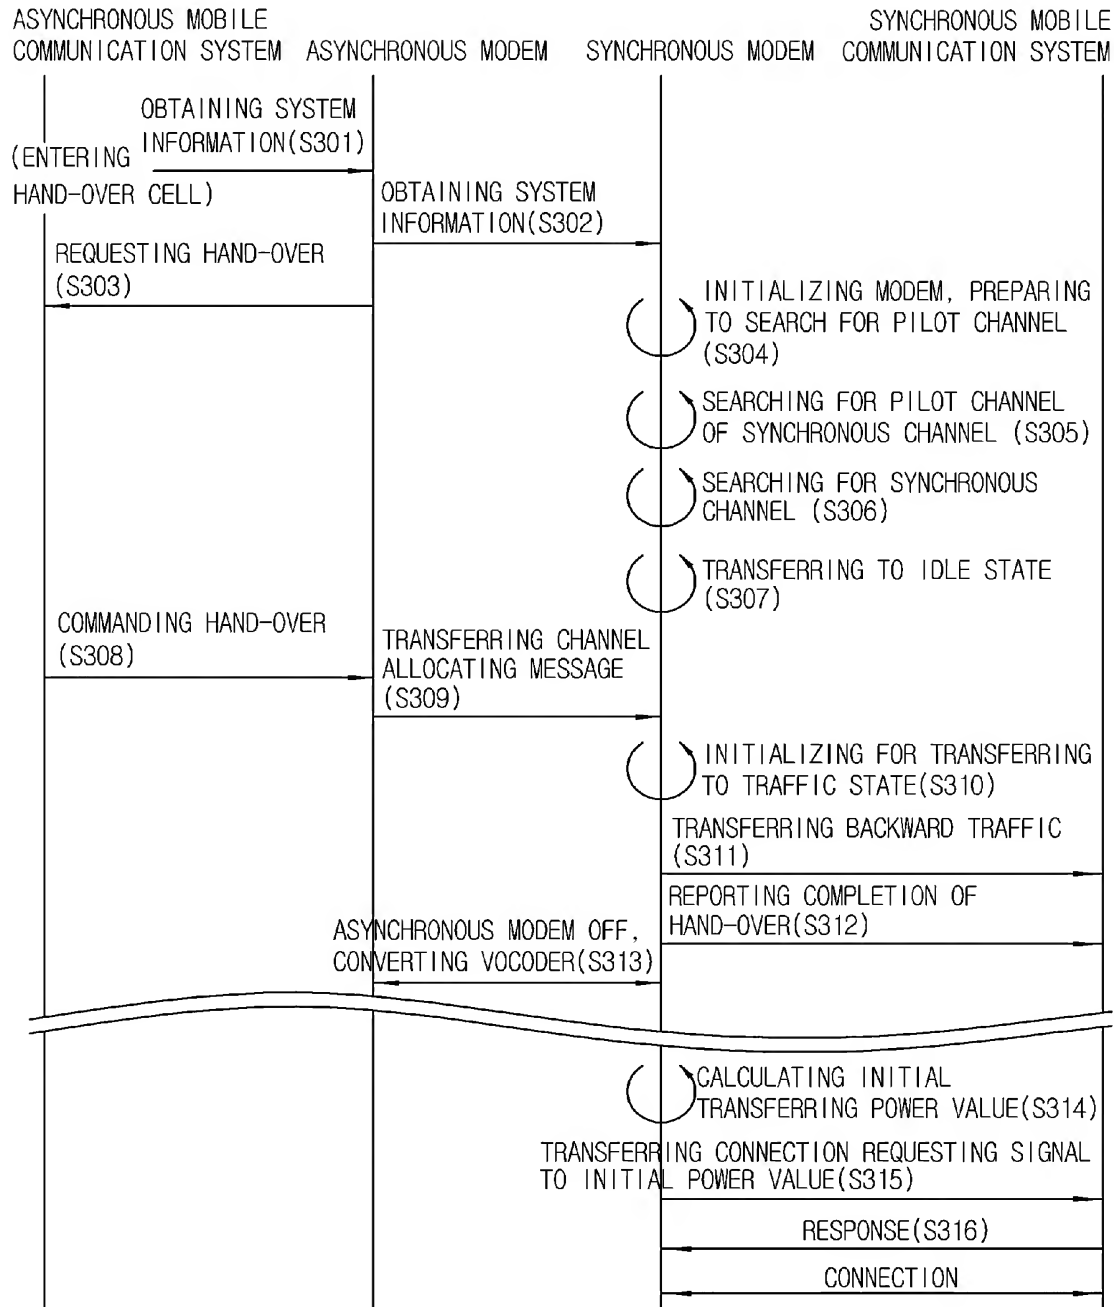 ASYNCHRONOUS MOBILE
COMMUNICATION SYSTEM
ASYNCHRONOUS MODEM
SYNCHRONOUS MODEM
SYNCHRONOUS MOBILE
COMMUNICATION SYSTEM
OBTAINING SYSTEM
INFORMATION(S301)
(ENTERING
HAND-OVER CELL)
OBTAINING SYSTEM
INFORMATION(S302)
REQUESTING HAND-OVER
(S303)
INITIALIZING MODEM, PREPARING
TO SEARCH FOR PILOT CHANNEL
(S304)
SEARCHING FOR PILOT CHANNEL
OF SYNCHRONOUS CHANNEL (S305)
SEARCHING FOR SYNCHRONOUS
CHANNEL (S306)
TRANSFERRING TO IDLE STATE
(S307)
COMMANDING HAND-OVER
(S308)
TRANSFERRING CHANNEL
ALLOCATING MESSAGE
(S309)
INITIALIZING FOR TRANSFERRING
TO TRAFFIC STATE(S310)
TRANSFERRING BACKWARD TRAFFIC
(S311)
REPORTING COMPLETION OF
HAND-OVER(S312)
ASYNCHRONOUS MODEM OFF,
CONVERTING VOCODER(S313)
CALCULATING INITIAL
TRANSFERRING POWER VALUE(S314)
TRANSFERRING CONNECTION REQUESTING SIGNAL
TO INITIAL POWER VALUE(S315)
RESPONSE(S316)
CONNECTION